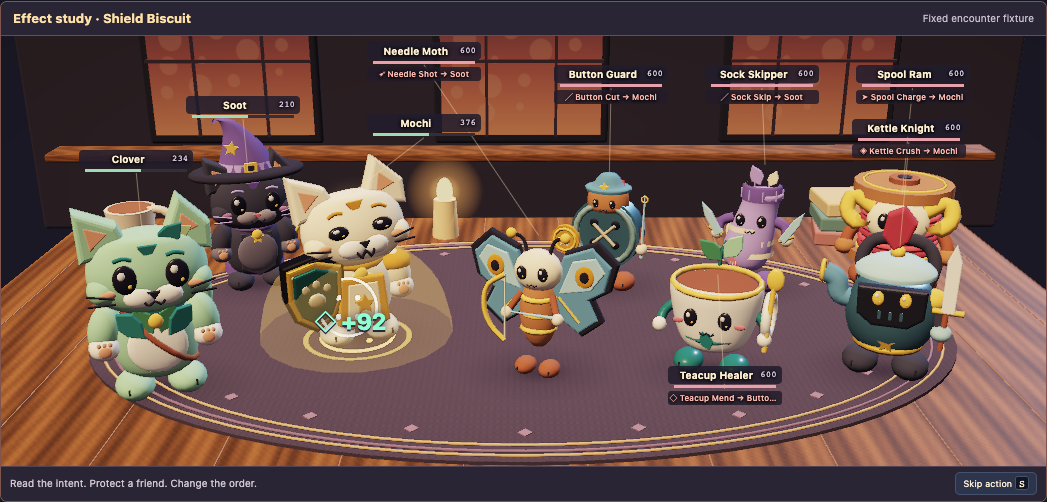 Effect study · Shield Biscuit
Fixed encounter fixture
Needle Moth 600
Needle Shot → Soot
Button Guard 600
Button Cut → Mochi
Sock Skipper 600
Sock Skip → Soot
Spool Ram 600
Spool Charge → Mochi
Soot 210
Mochi 376
Kettle Knight 600
Kettle Crush → Mochi
Clover 234
+92
Teacup Healer 600
Teacup Mend → Butto...
Read the intent. Protect a friend. Change the order.
Skip action S